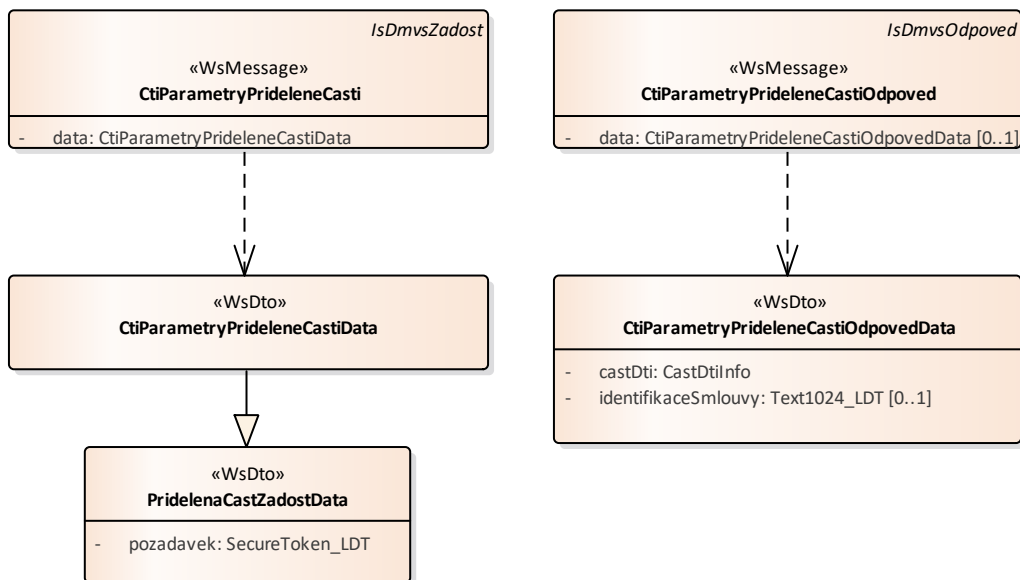 IsDmvsZadost
«WsMessage»
CtiParametryPrideleneCasti
- data: CtiParametryPrideleneCastiData
IsDmvsOdpoved
«WsMessage»
CtiParametryPrideleneCastiOdpoved
- data: CtiParametryPrideleneCastiOdpovedData [0..1]
«WsDto»
CtiParametryPrideleneCastiData
«WsDto»
CtiParametryPrideleneCastiOdpovedData
- castDti: CastDtiInfo
- identifikaceSmlouvy: Text1024_LDT [0..1]
«WsDto»
PridelenaCastZadostData
- pozadavek: SecureToken_LDT